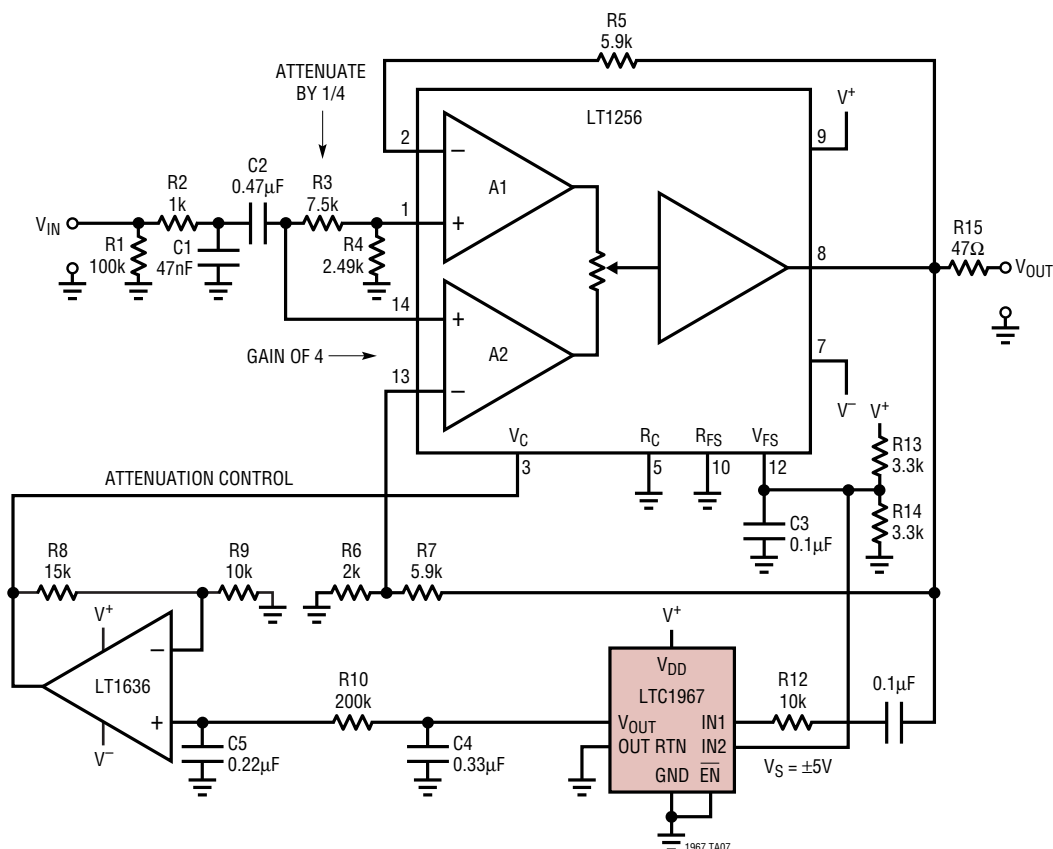 R5
5.9k
ATTENUATE
BY 1/4
LT1256
V+
9
2
−
A1
C2
0.47µF
R3
7.5k
R2
1k
VIN
1
+
R1
100k
C1
47nF
R4
2.49k
8
R15
47Ω
VOUT
14
+
A2
GAIN OF 4
13
−
7
V−
V+
VC
RC
RFS
VFS
3
5
10
12
R13
3.3k
ATTENUATION CONTROL
R14
3.3k
C3
0.1µF
R8
15k
R9
10k
R6
2k
R7
5.9k
V+
−
LT1636
+
V−
V+
VDD
LTC1967
R10
200k
R12
10k
0.1µF
VOUT
IN1
OUT RTN
IN2
C5
0.22µF
C4
0.33µF
GND
EN
VS = ±5V
1967 TA07